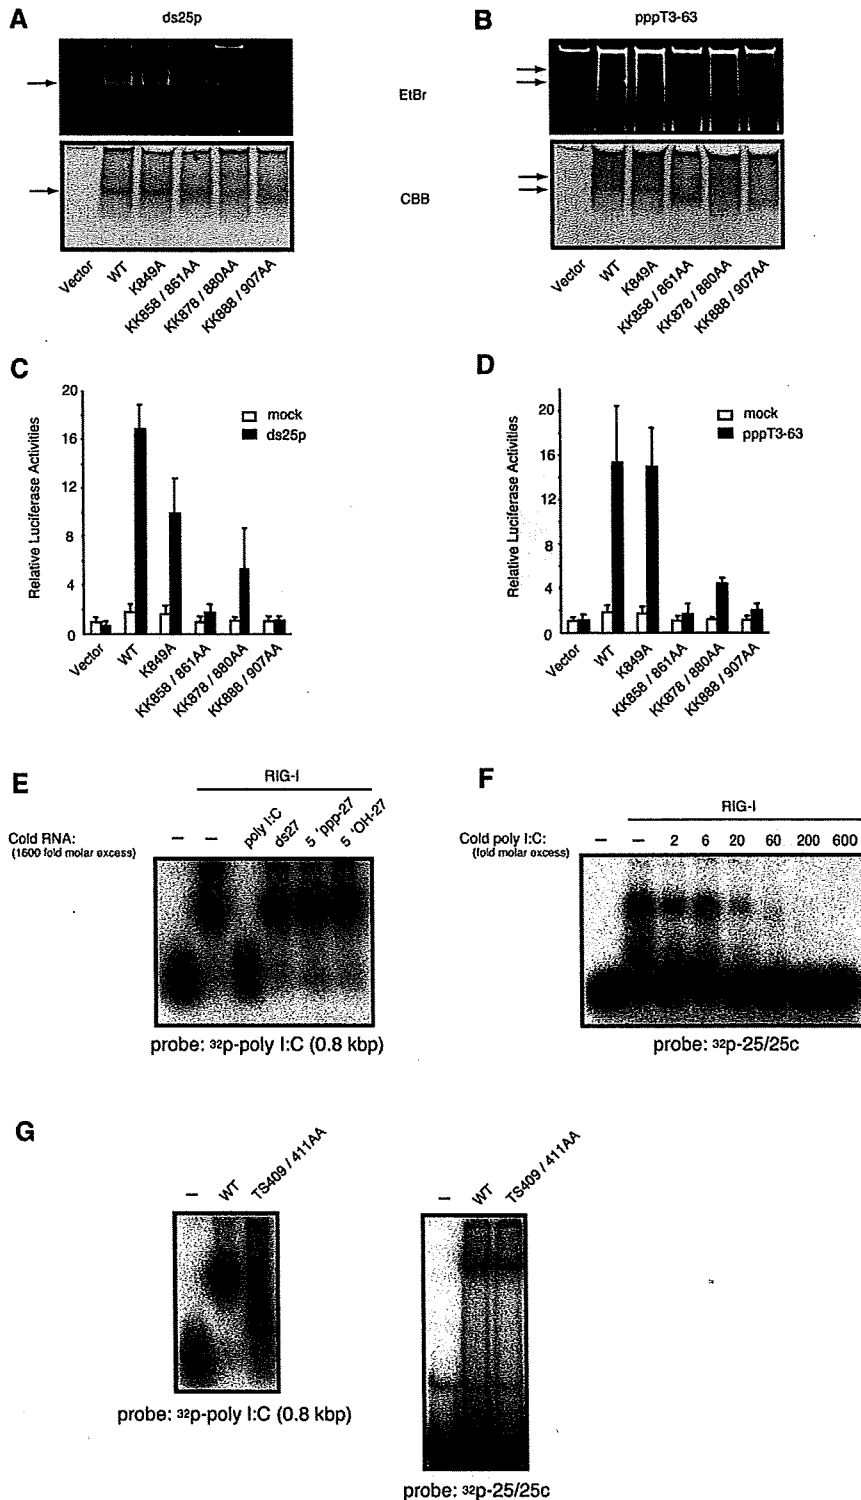 A
ds25p
B
pppT3-63
EtBr
CBB
Vector
WT
K849A
KK858 / 861AA
KK878 / 880AA
KK888 / 907AA
Vector
WT
K849A
KK858 / 861AA
KK878 / 880AA
KK888 / 907AA
C
Relative Luciferase Activities
20
16
12
8
4
0
mock
ds25p
Vector
WT
K849A
KK858 / 861AA
KK878 / 880AA
KK888 / 907AA
D
Relative Luciferase Activities
20
16
12
8
4
0
mock
pppT3-63
Vector
WT
K849A
KK858 / 861AA
KK878 / 880AA
KK888 / 907AA
E
RIG-I
Cold RNA: – – poly I:C ds27 5'ppp-27 5'OH-27
(1600 fold molar excess)
probe: 32p-poly I:C (0.8 kbp)
F
RIG-I
Cold poly I:C: – – 2 6 20 60 200 600
(fold molar excess)
probe: 32p-25/25c
G
– WT TS409 / 411AA
probe: 32p-poly I:C (0.8 kbp)
– WT TS409 / 411AA
probe: 32p-25/25c